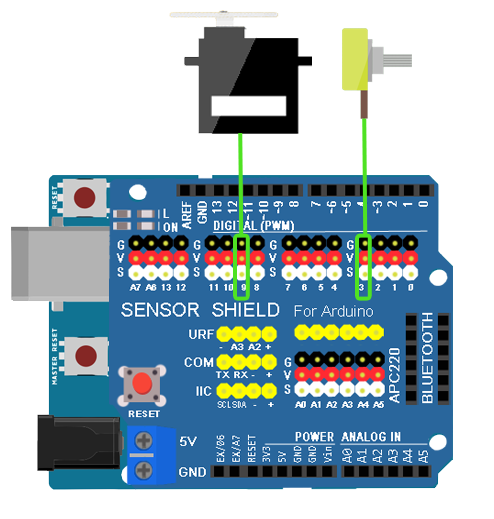 RESET
AREF
GND
13
12
~11
~10
~9
8
7
~6
~5
4
~3
2
1
0
L
ON
DIGITAL (PWM)
G G G G
V V V V
S S S S
A7 A6 13 12 11 10 9 8 7 6 5 4 3 2 1 0
SENSOR SHIELD For Arduino
URF
- A3 A2 +
COM
TX RX - +
IIC
SCL SDA - +
G
V
S
A0 A1 A2 A3 A4 A5
APC220
BLUETOOTH
MASTER RESET
RESET
5V
GND
POWER ANALOG IN
EX/06
EX/A7
RESET
3V3
5V
GND
GND
Vin
A0
A1
A2
A3
A4
A5